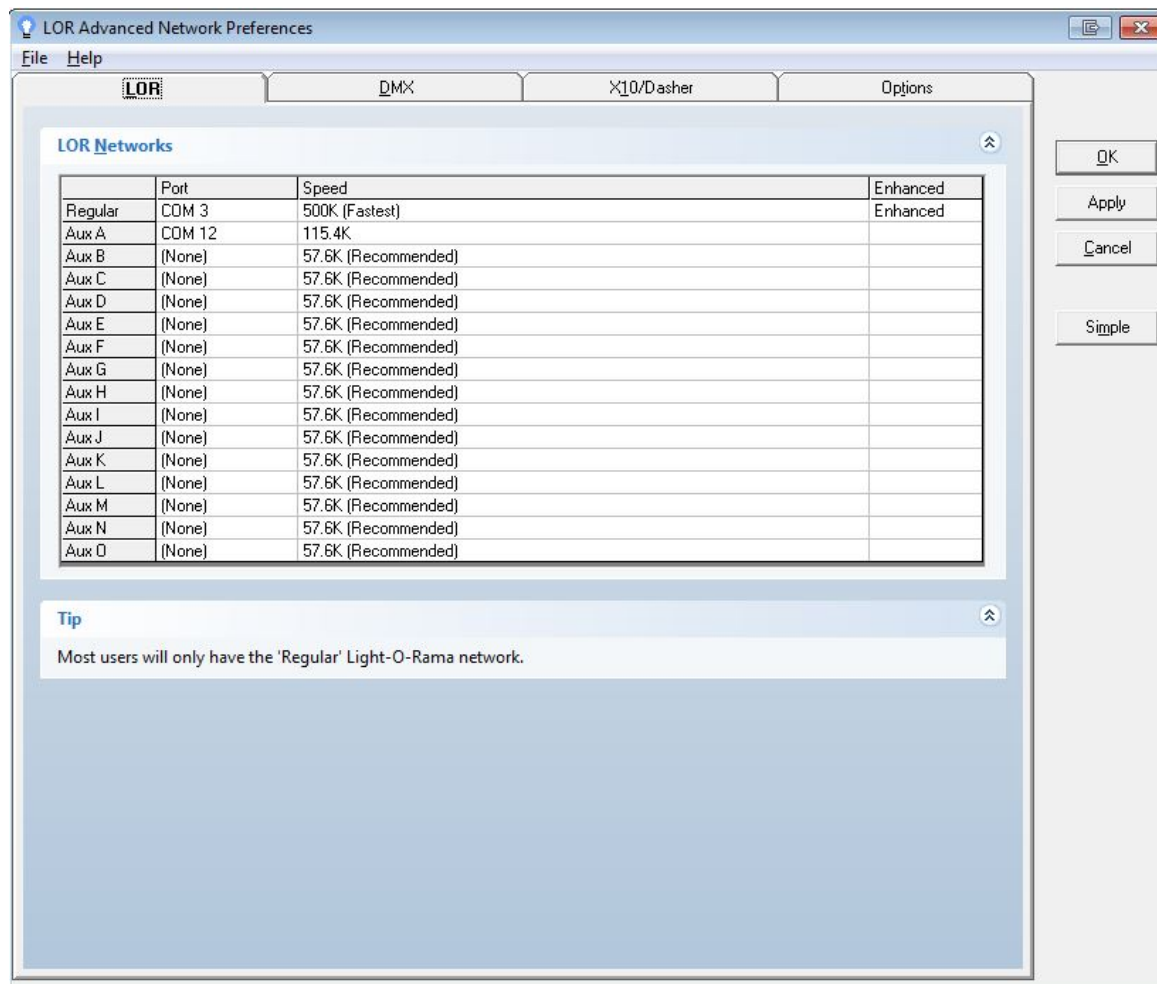 LOR Advanced Network Preferences
File Help
LOR DMX X10/Dasher Options
LOR Networks
Port Speed Enhanced
Regular COM 3 500K (Fastest) Enhanced
Aux A COM 12 115.4K
Aux B (None) 57.6K (Recommended)
Aux C (None) 57.6K (Recommended)
Aux D (None) 57.6K (Recommended)
Aux E (None) 57.6K (Recommended)
Aux F (None) 57.6K (Recommended)
Aux G (None) 57.6K (Recommended)
Aux H (None) 57.6K (Recommended)
Aux I (None) 57.6K (Recommended)
Aux J (None) 57.6K (Recommended)
Aux K (None) 57.6K (Recommended)
Aux L (None) 57.6K (Recommended)
Aux M (None) 57.6K (Recommended)
Aux N (None) 57.6K (Recommended)
Aux O (None) 57.6K (Recommended)
Tip
Most users will only have the 'Regular' Light-O-Rama network.
OK
Apply
Cancel
Simple